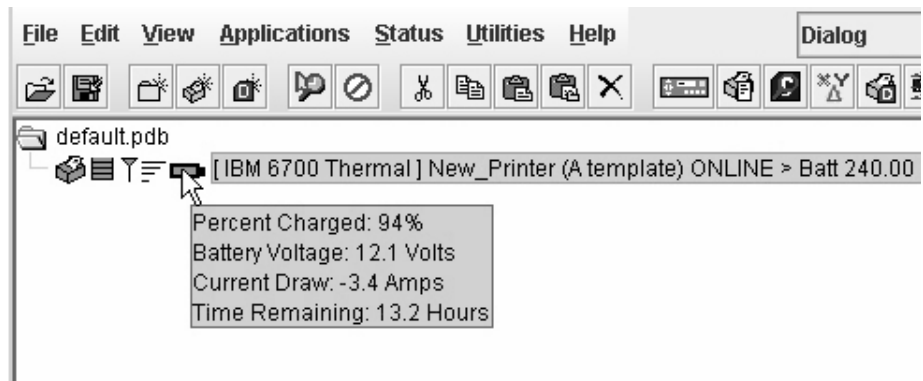 File Edit View Applications Status Utilities Help Dialog
default.pdb
[ IBM 6700 Thermal ] New_Printer (A template) ONLINE > Batt 240.00
Percent Charged: 94%
Battery Voltage: 12.1 Volts
Current Draw: -3.4 Amps
Time Remaining: 13.2 Hours